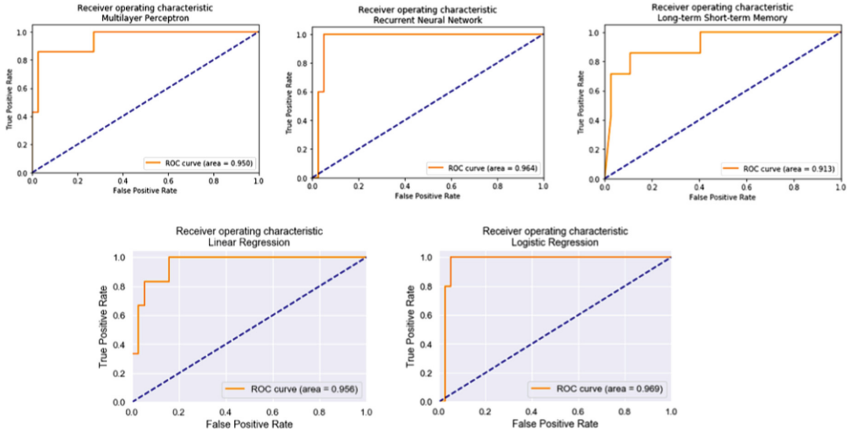 Receiver operating characteristic
Multilayer Perceptron
True Positive Rate
1.0
0.8
0.6
0.4
0.2
0.0
ROC curve (area = 0.950)
0.0 0.2 0.4 0.6 0.8 1.0
False Positive Rate
Receiver operating characteristic
Recurrent Neural Network
True Positive Rate
1.0
0.8
0.6
0.4
0.2
0.0
ROC curve (area = 0.964)
0.0 0.2 0.4 0.6 0.8 1.0
False Positive Rate
Receiver operating characteristic
Long-term Short-term Memory
True Positive Rate
1.0
0.8
0.6
0.4
0.2
0.0
ROC curve (area = 0.913)
0.0 0.2 0.4 0.6 0.8 1.0
False Positive Rate
Receiver operating characteristic
Linear Regression
True Positive Rate
1.0
0.8
0.6
0.4
0.2
0.0
ROC curve (area = 0.956)
0.0 0.2 0.4 0.6 0.8 1.0
False Positive Rate
Receiver operating characteristic
Logistic Regression
True Positive Rate
1.0
0.8
0.6
0.4
0.2
0.0
ROC curve (area = 0.969)
0.0 0.2 0.4 0.6 0.8 1.0
False Positive Rate